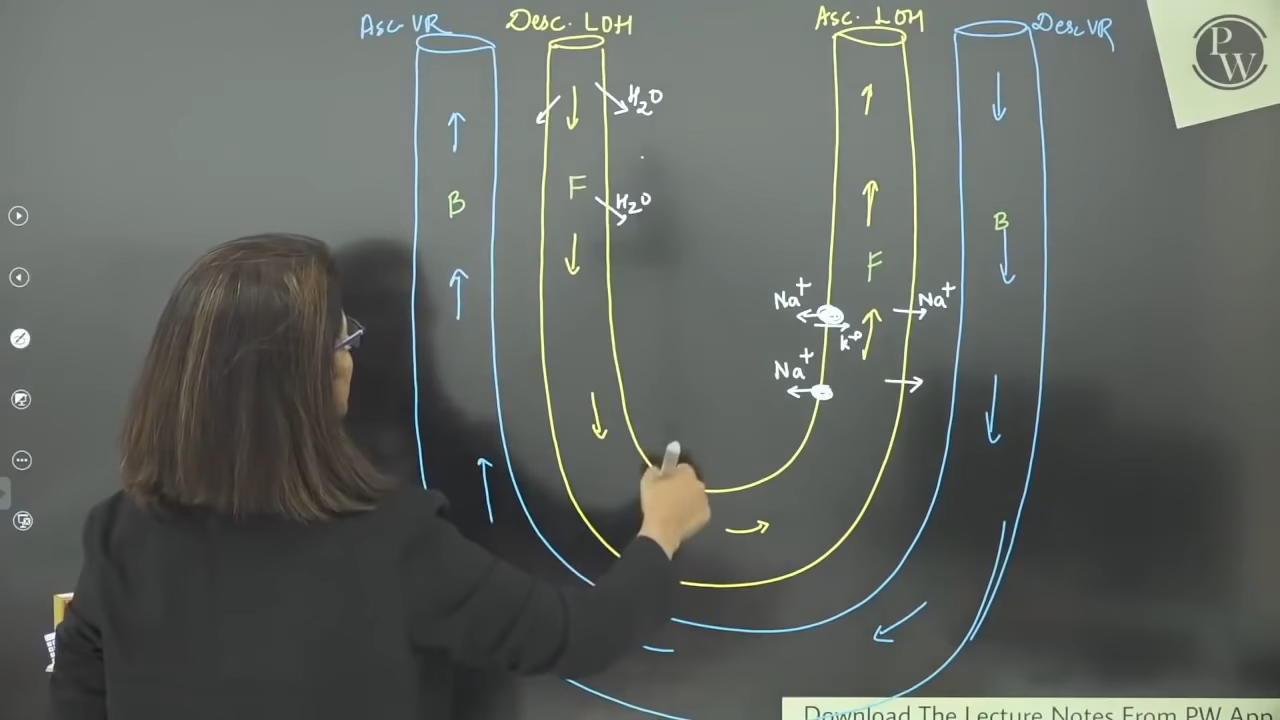 Asc VR
Desc. LOH
Asc. LOH
Desc VR
PW
H₂O
F
H₂O
B
B
F
Na⁺
Na⁺
K⁺
Na⁺
Download The Lecture Notes From PW App